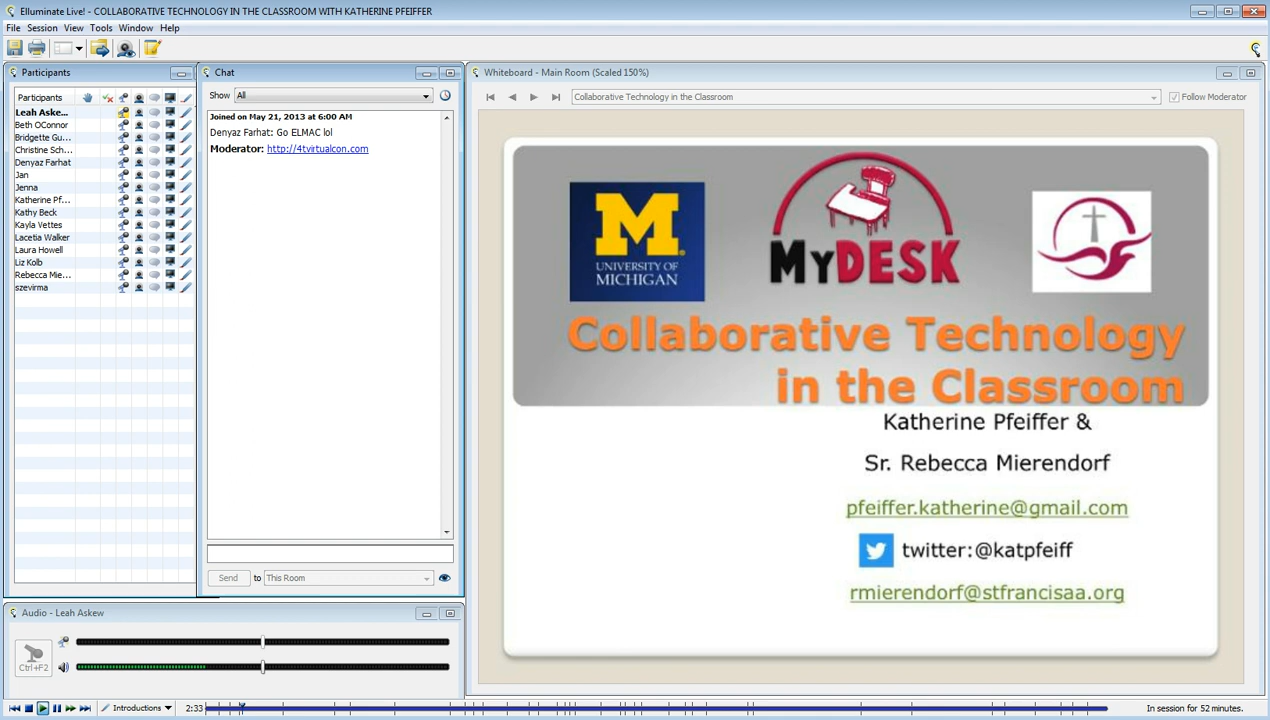 Elluminate Live! - COLLABORATIVE TECHNOLOGY IN THE CLASSROOM WITH KATHERINE PFEIFFER
File Session View Tools Window Help
Participants
Participants
Leah Aske...
Beth OConnor
Bridgette Gu...
Christine Sch...
Denyaz Farhat
Jan
Jenna
Katherine Pf...
Kathy Beck
Kayla Vettes
Lacetia Walker
Laura Howell
Liz Kolb
Rebecca Mie...
szevirma
Chat
Show All
Joined on May 21, 2013 at 6:00 AM
Denyaz Farhat: Go ELMAC lol
Moderator: http://4tvirtualcon.com
Send to This Room
Audio - Leah Askew
Ctrl+F2
Whiteboard - Main Room (Scaled 150%)
Collaborative Technology in the Classroom
Follow Moderator
M
UNIVERSITY OF
MICHIGAN
MYDESK
Collaborative Technology
in the Classroom
Katherine Pfeiffer &
Sr. Rebecca Mierendorf
pfeiffer.katherine@gmail.com
twitter:@katpfeiff
rmierendorf@stfrancisaa.org
Introductions 2:33
In session for 52 minutes.